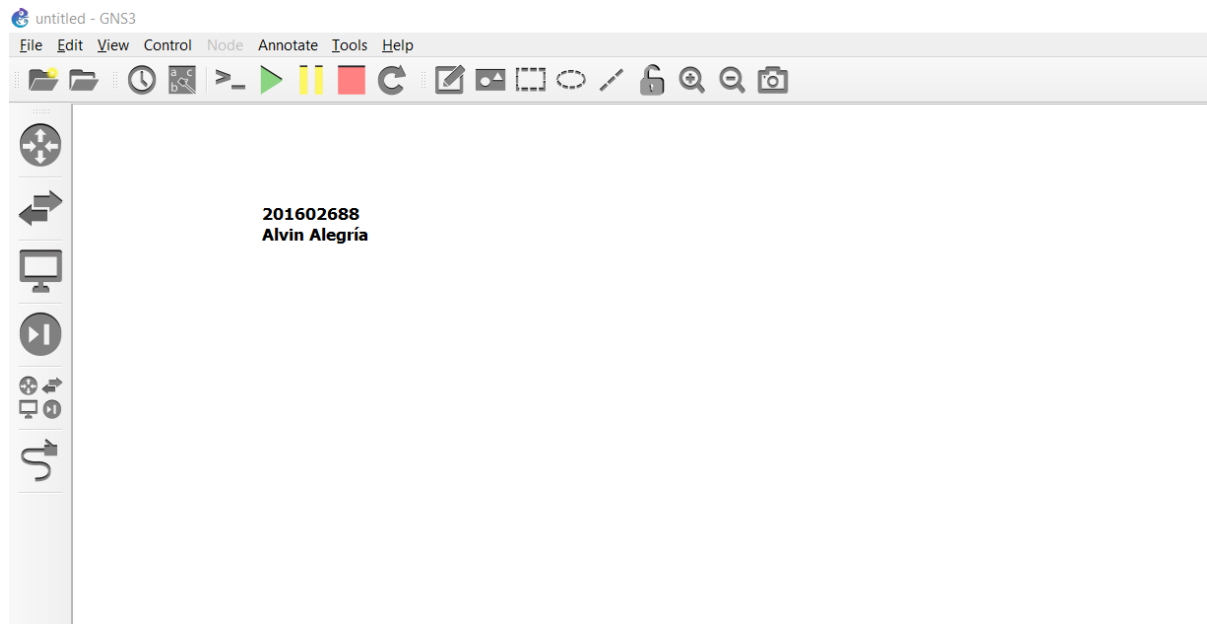 untitled - GNS3
File Edit View Control Node Annotate Tools Help
201602688
Alvin Alegría